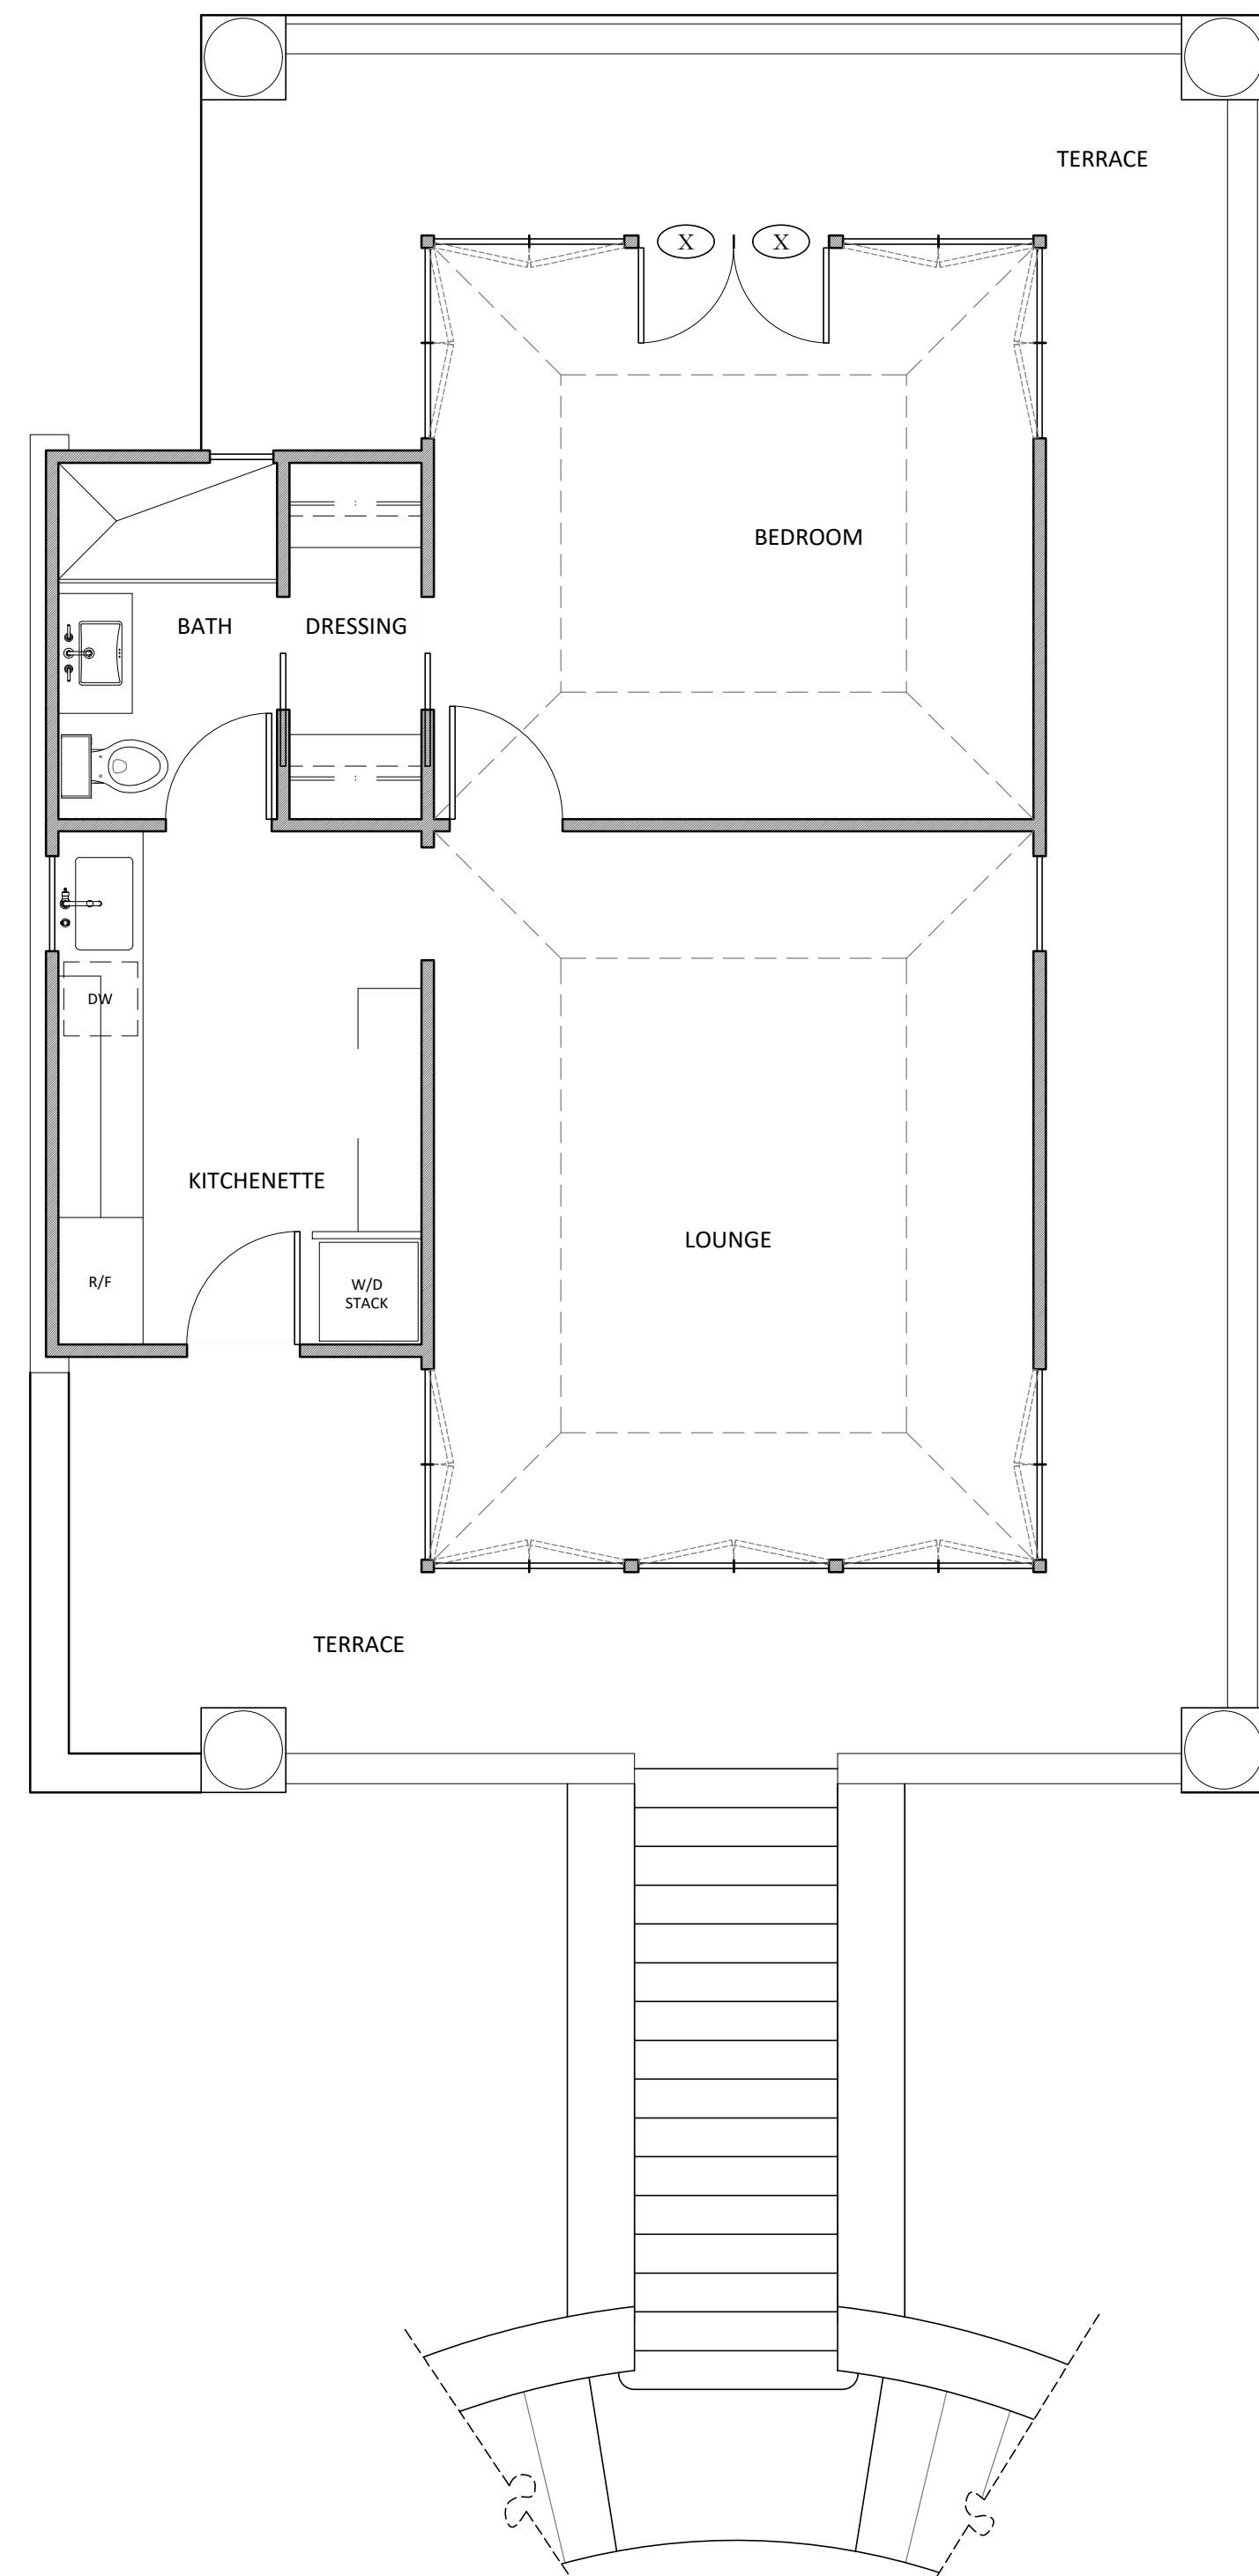 TERRACE
X X
BEDROOM
BATH DRESSING
DW
KITCHENETTE
LOUNGE
R/F
W/D
STACK
TERRACE